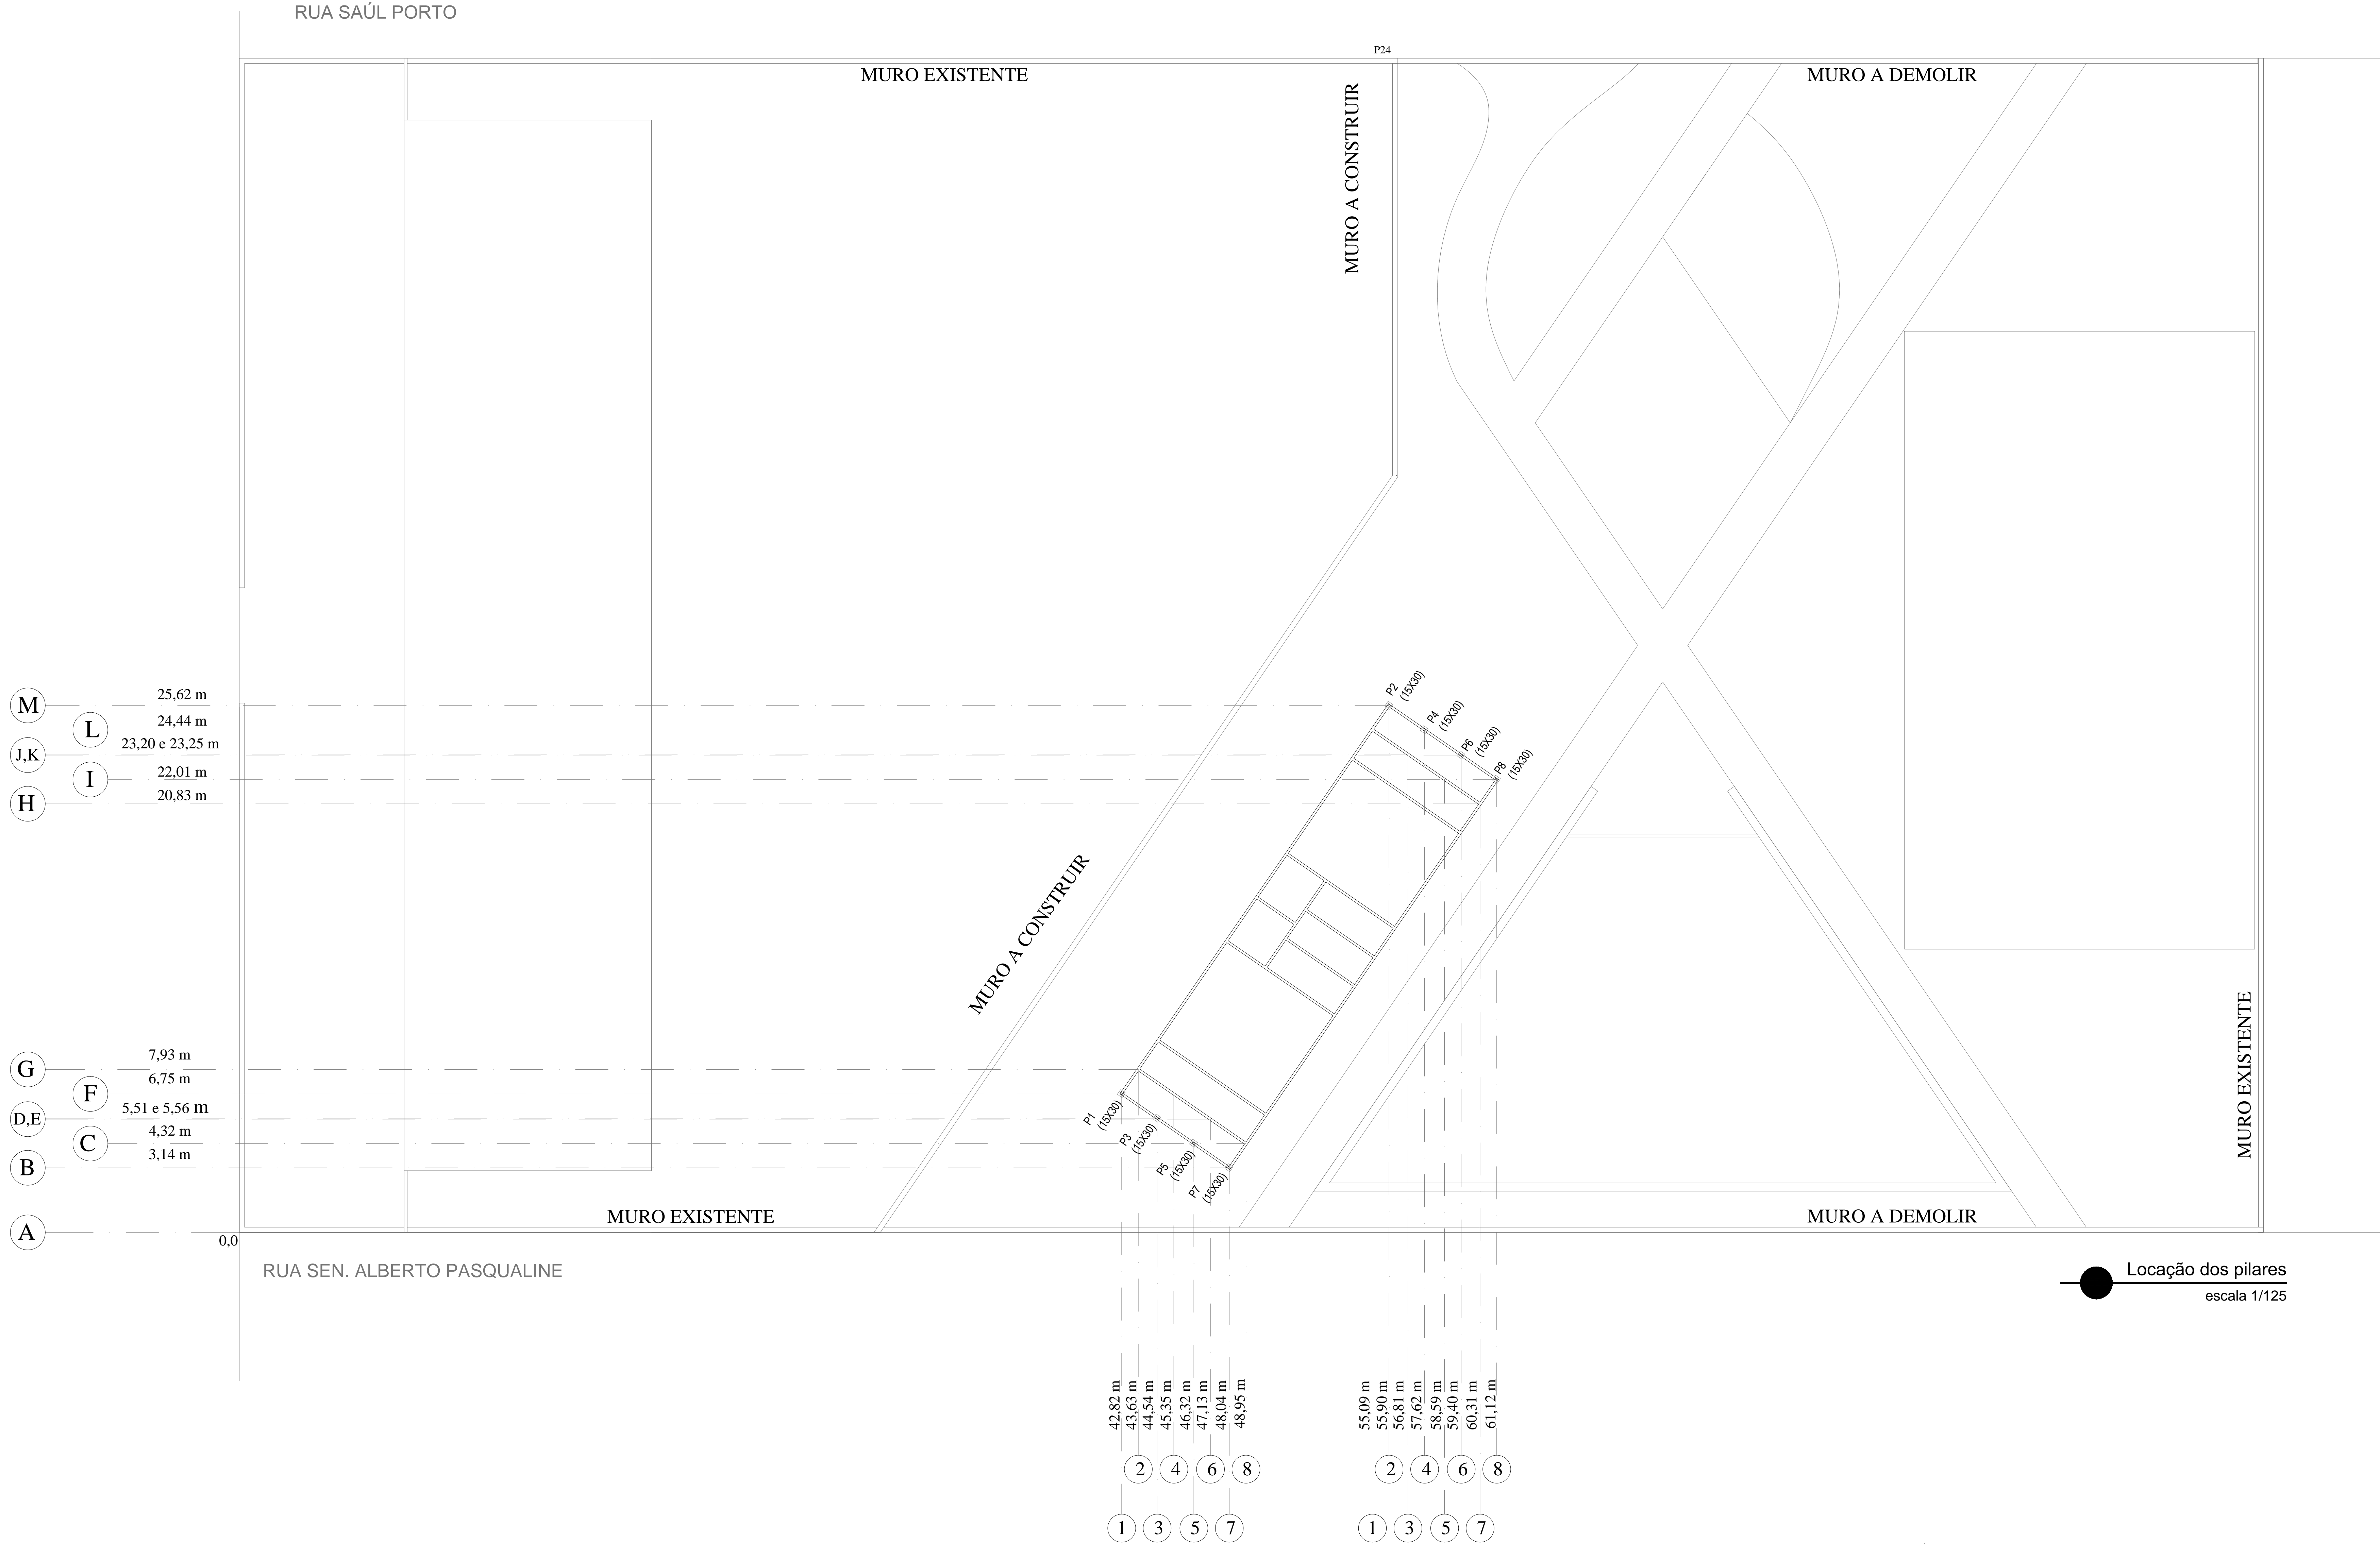 RUA SAÚL PORTO
P24
MURO EXISTENTE
MURO A DEMOLIR
MURO A CONSTRUIR
M
25,62 m
L
24,44 m
J,K
23,20 e 23,25 m
I
22,01 m
H
20,83 m
P2
(15X30)
P4
(15X30)
P6
(15X30)
P8
(15X30)
MURO A CONSTRUIR
MURO EXISTENTE
G
7,93 m
F
6,75 m
D,E
5,51 e 5,56 m
C
4,32 m
B
3,14 m
P1
(15X30)
P3
(15X30)
P5
(15X30)
P7
(15X30)
A
0,0
MURO EXISTENTE
MURO A DEMOLIR
RUA SEN. ALBERTO PASQUALINE
Locação dos pilares
escala 1/125
42,82 m
43,63 m
44,54 m
45,35 m
46,32 m
47,13 m
48,04 m
48,95 m
55,09 m
55,90 m
56,81 m
57,62 m
58,59 m
59,40 m
60,31 m
61,12 m
2 4 6 8 2 4 6 8
1 3 5 7 1 3 5 7